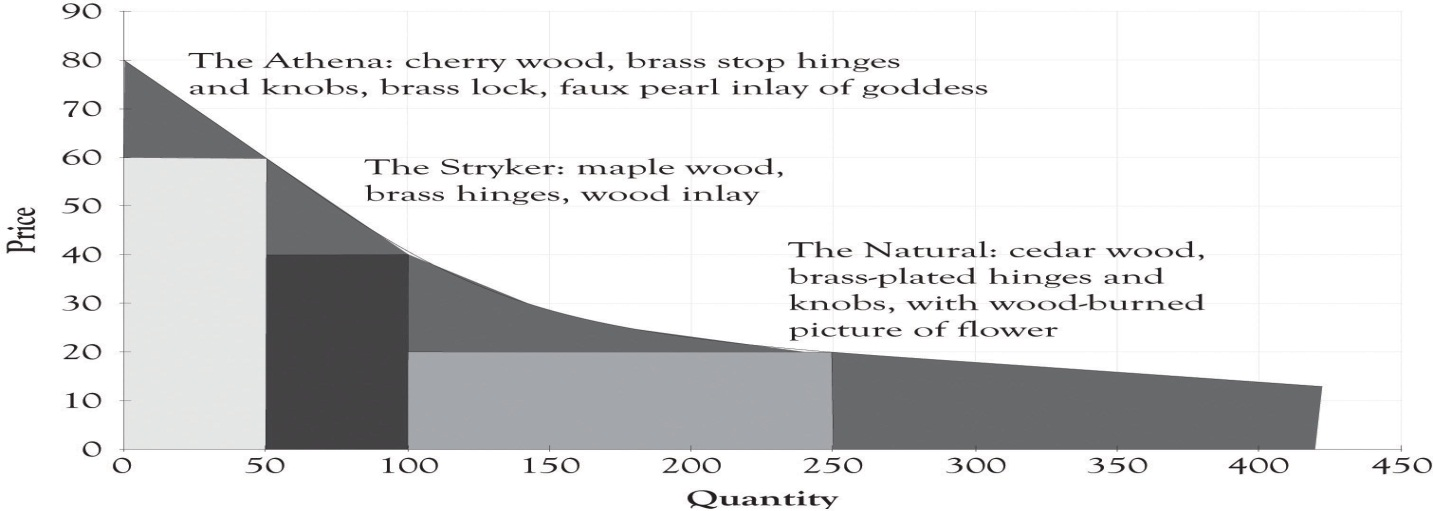 90
80
70
60
50
40
30
20
10
0
Price
The Athena: cherry wood, brass stop hinges
and knobs, brass lock, faux pearl inlay of goddess
The Stryker: maple wood,
brass hinges, wood inlay
The Natural: cedar wood,
brass-plated hinges and
knobs, with wood-burned
picture of flower
0 50 100 150 200 250 300 350 400 450
Quantity